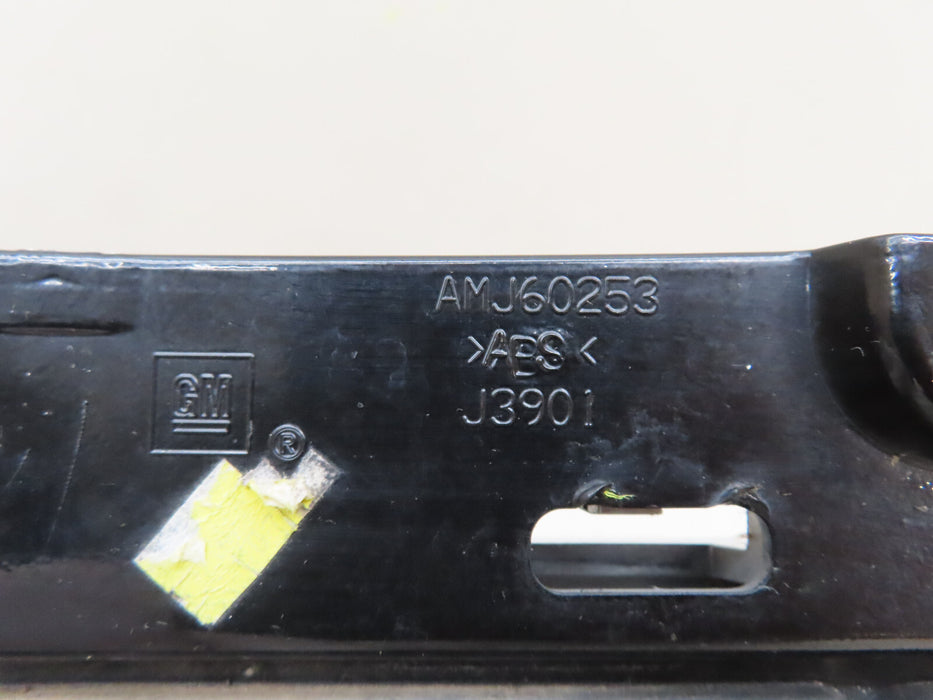 AMJ60253
>ABS<
J3901
GM
®